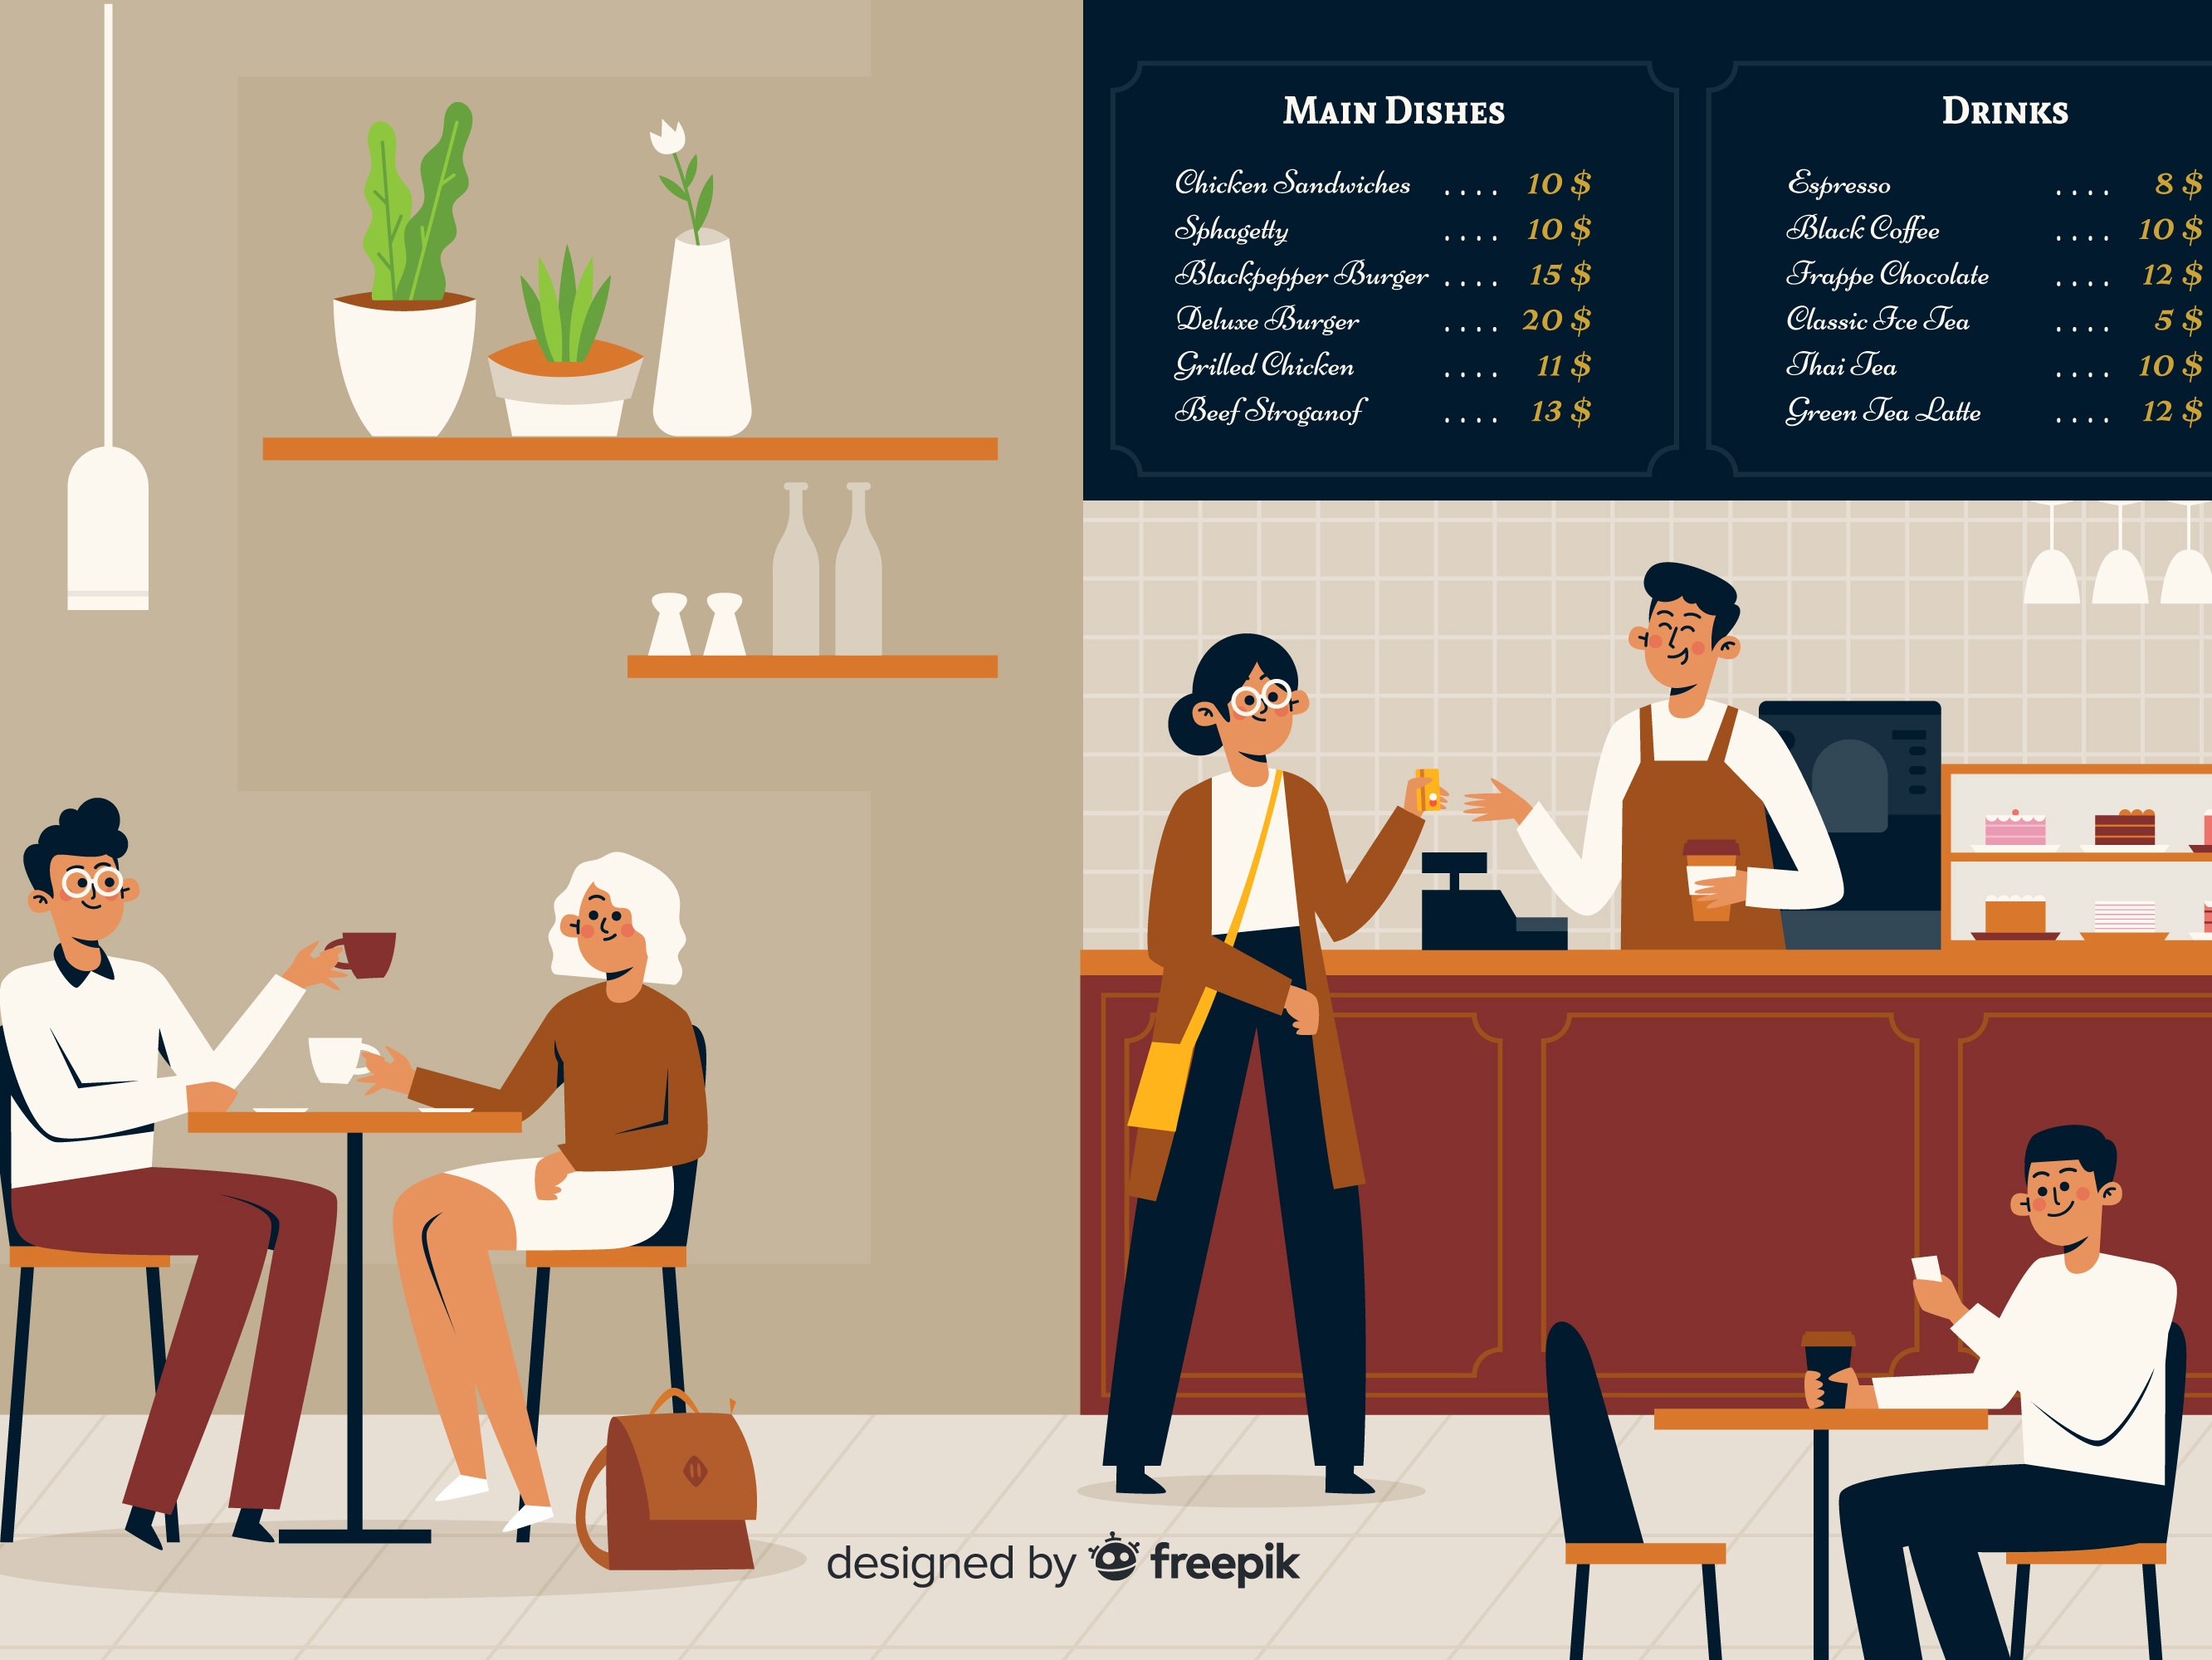 Main Dishes
Chicken Sandwiches .... 10 $
Sphagetty .... 10 $
Blackpepper Burger .... 15 $
Deluxe Burger .... 20 $
Grilled Chicken .... 11 $
Beef Stroganof .... 13 $
Drinks
Espresso .... 8 $
Black Coffee .... 10 $
Frappe Chocolate .... 12 $
Classic Ice Tea .... 5 $
Thai Tea .... 10 $
Green Tea Latte .... 12 $
designed by freepik